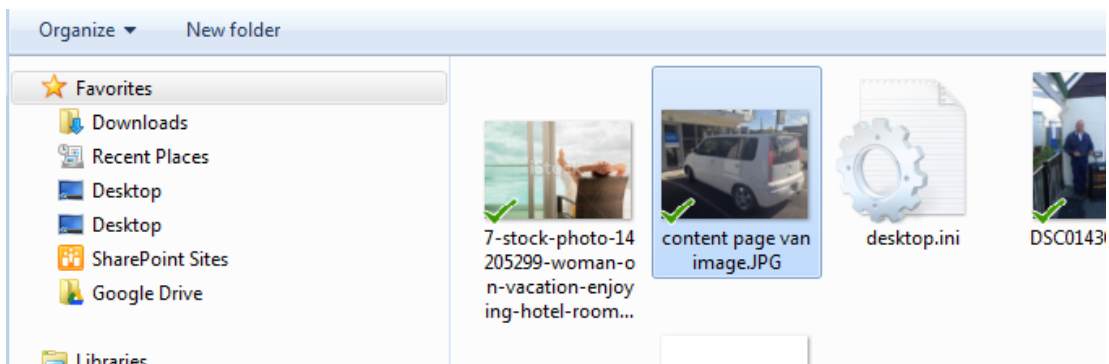 Organize
New folder
Favorites
Downloads
Recent Places
Desktop
Desktop
SharePoint Sites
Google Drive
Libraries
7-stock-photo-14
205299-woman-o
n-vacation-enjoy
ing-hotel-room...
content page van
image.JPG
desktop.ini
DSC0143